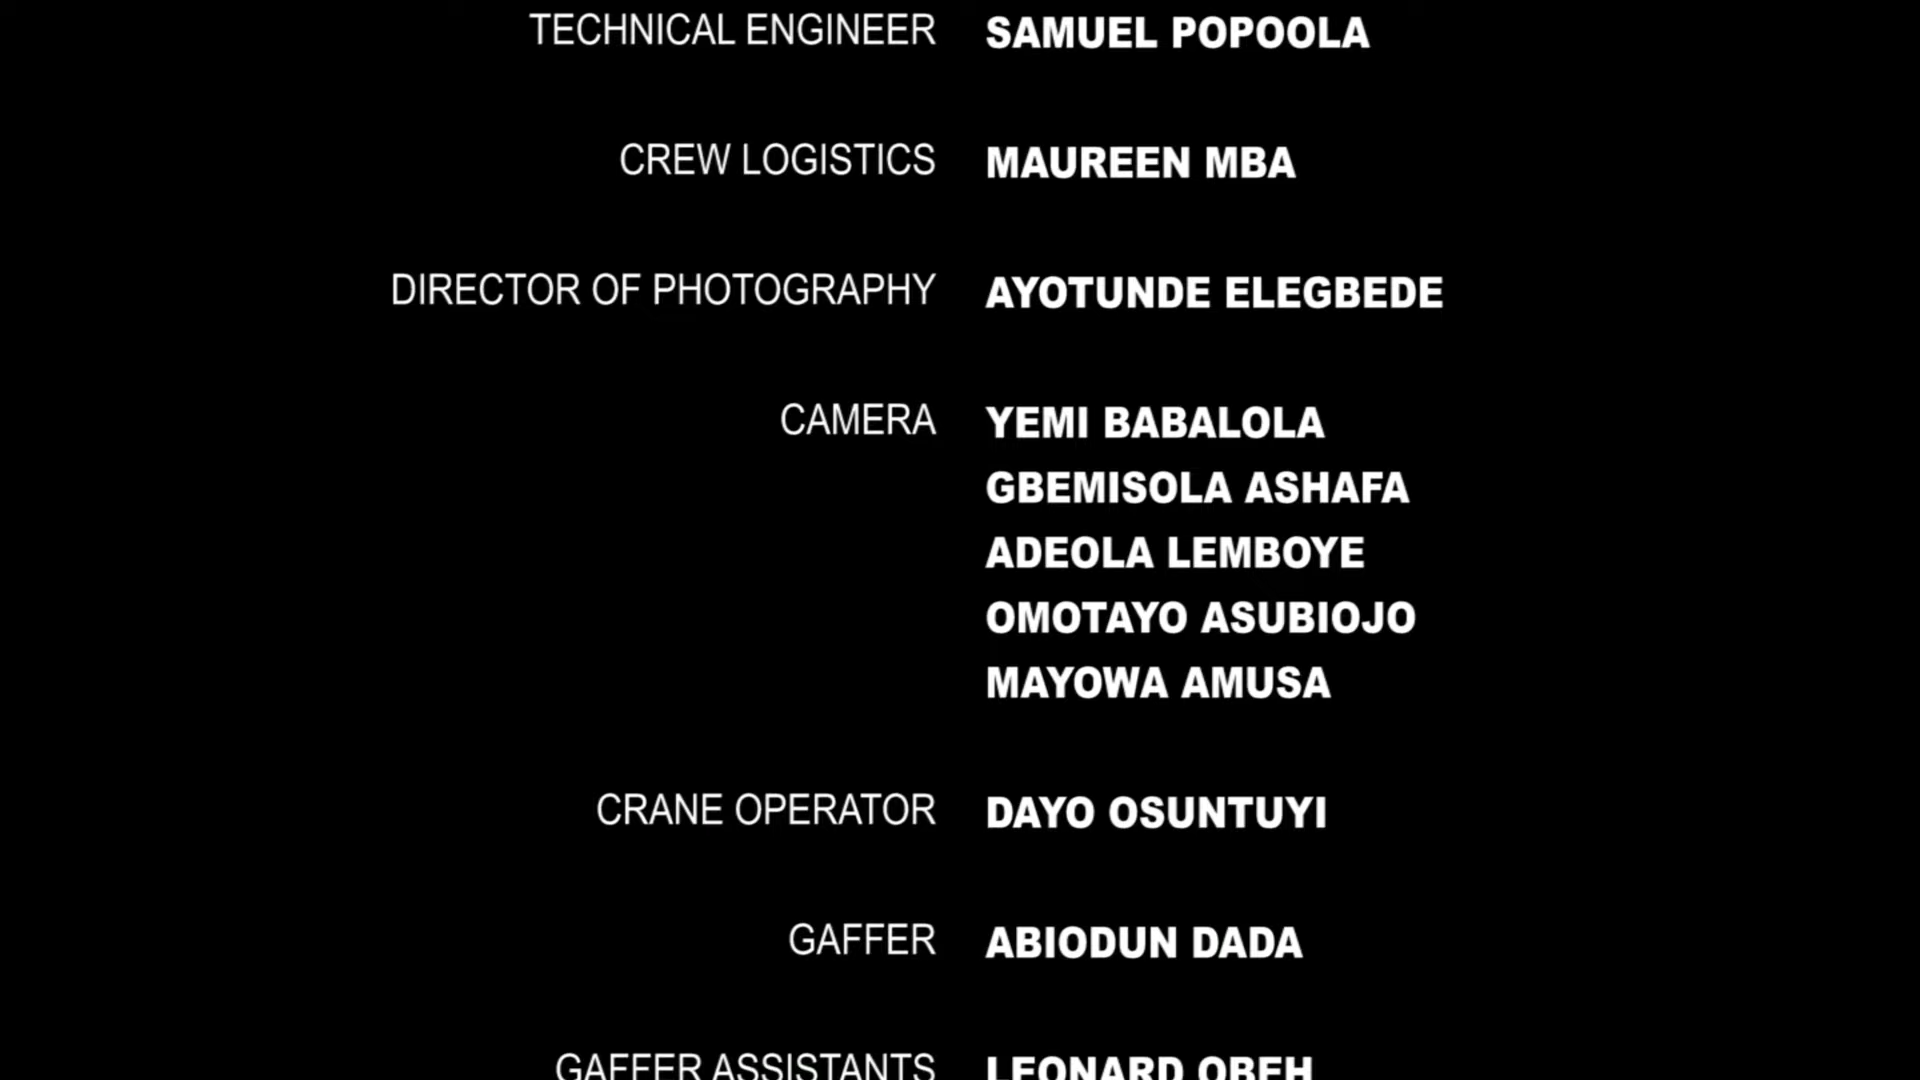 TECHNICAL ENGINEER SAMUEL POPOOLA
CREW LOGISTICS MAUREEN MBA
DIRECTOR OF PHOTOGRAPHY AYOTUNDE ELEGBEDE
CAMERA YEMI BABALOLA
GBEMISOLA ASHAFA
ADEOLA LEMBOYE
OMOTAYO ASUBIOJO
MAYOWA AMUSA
CRANE OPERATOR DAYO OSUNTUYI
GAFFER ABIODUN DADA
GAFFER ASSISTANTS LEONARD OBEH